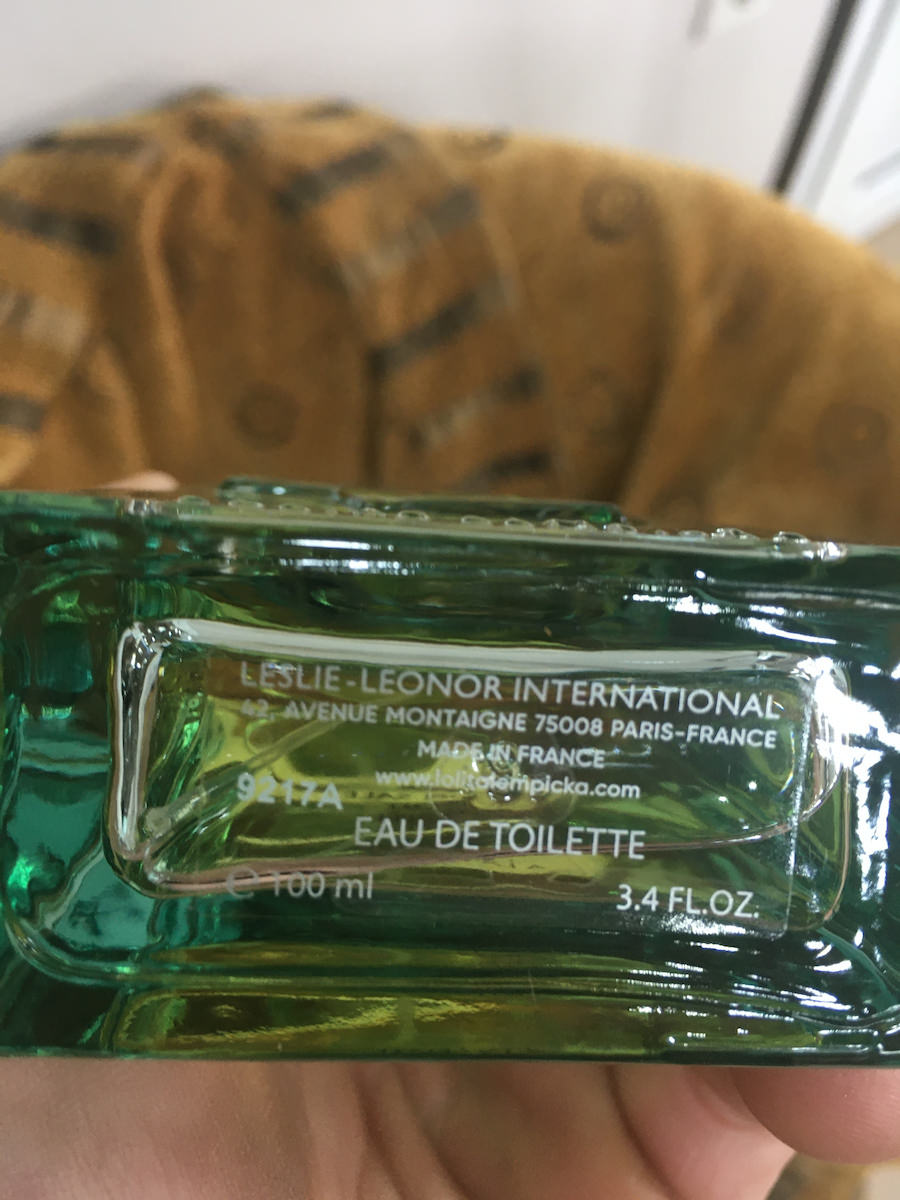 LESLIE-LEONOR INTERNATIONAL
42, AVENUE MONTAIGNE 75008 PARIS-FRANCE
MADE IN FRANCE
www.lolitalempicka.com
9217A
EAU DE TOILETTE
℮ 100 ml 3.4 FL.OZ.